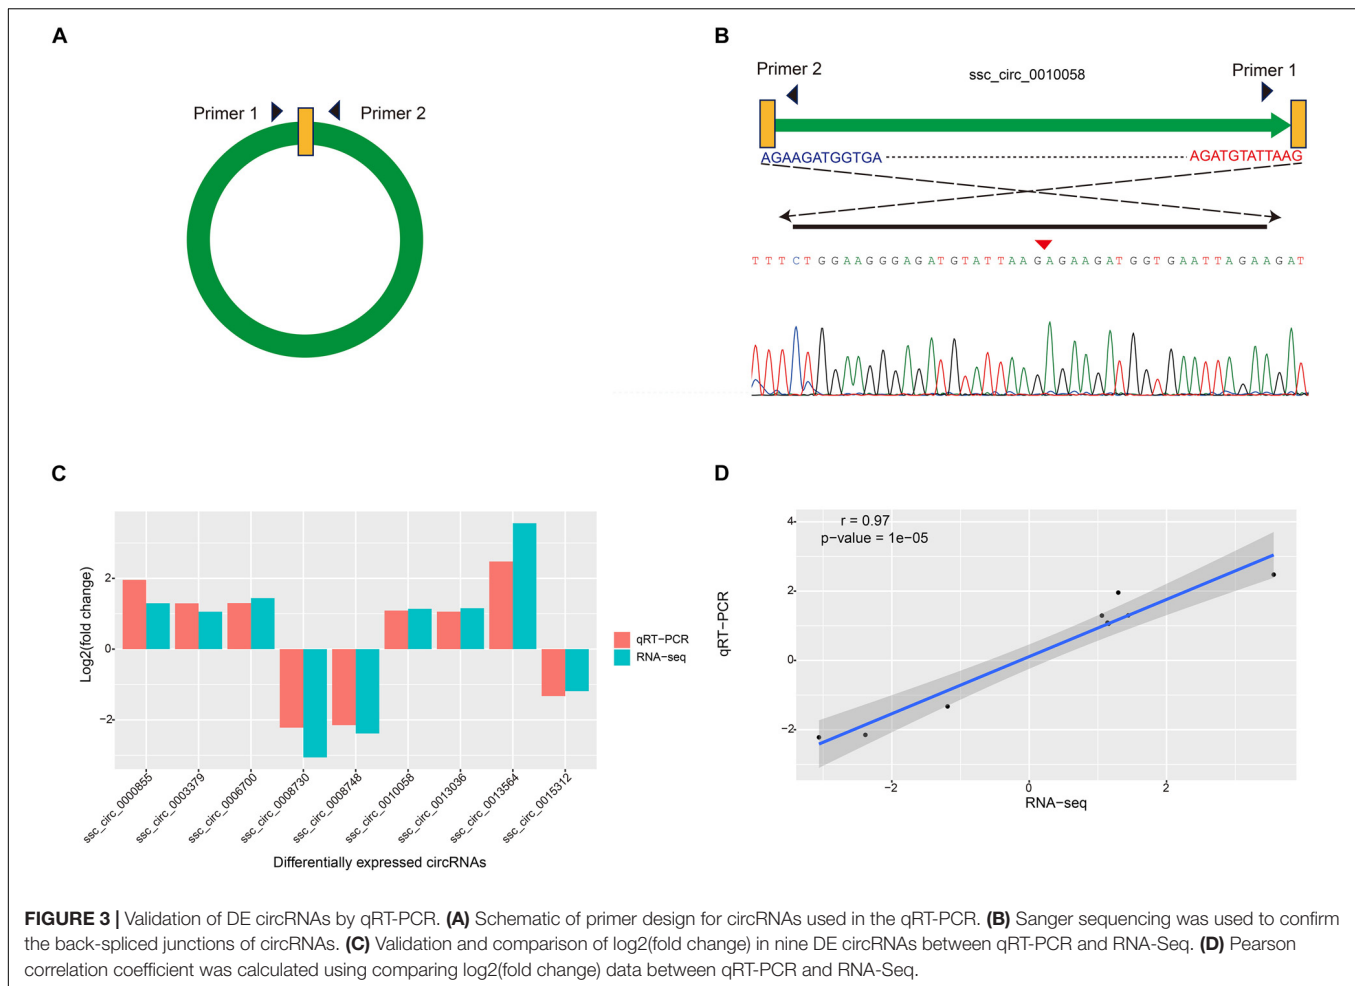 A
Primer 1
Primer 2
B
Primer 2
ssc_circ_0010058
Primer 1
AGAAGATGGTGA
AGATGTATTAAG
T T T C T G G A A G G G A G A T G T A T T A A G A G A A G A T G G T G A A T T A G A A G A T
C
Log2(fold change)
2
0
−2
ssc_circ_0000855
ssc_circ_0003379
ssc_circ_0006700
ssc_circ_0008730
ssc_circ_0008748
ssc_circ_0010058
ssc_circ_0013036
ssc_circ_0013564
ssc_circ_0015312
Differentially expressed circRNAs
qRT−PCR
RNA−seq
D
r = 0.97
p−value = 1e−05
qRT−PCR
4
2
0
−2
−2
0
2
RNA−seq
FIGURE 3 | Validation of DE circRNAs by qRT-PCR. (A) Schematic of primer design for circRNAs used in the qRT-PCR. (B) Sanger sequencing was used to confirm
the back-spliced junctions of circRNAs. (C) Validation and comparison of log2(fold change) in nine DE circRNAs between qRT-PCR and RNA-Seq. (D) Pearson
correlation coefficient was calculated using comparing log2(fold change) data between qRT-PCR and RNA-Seq.